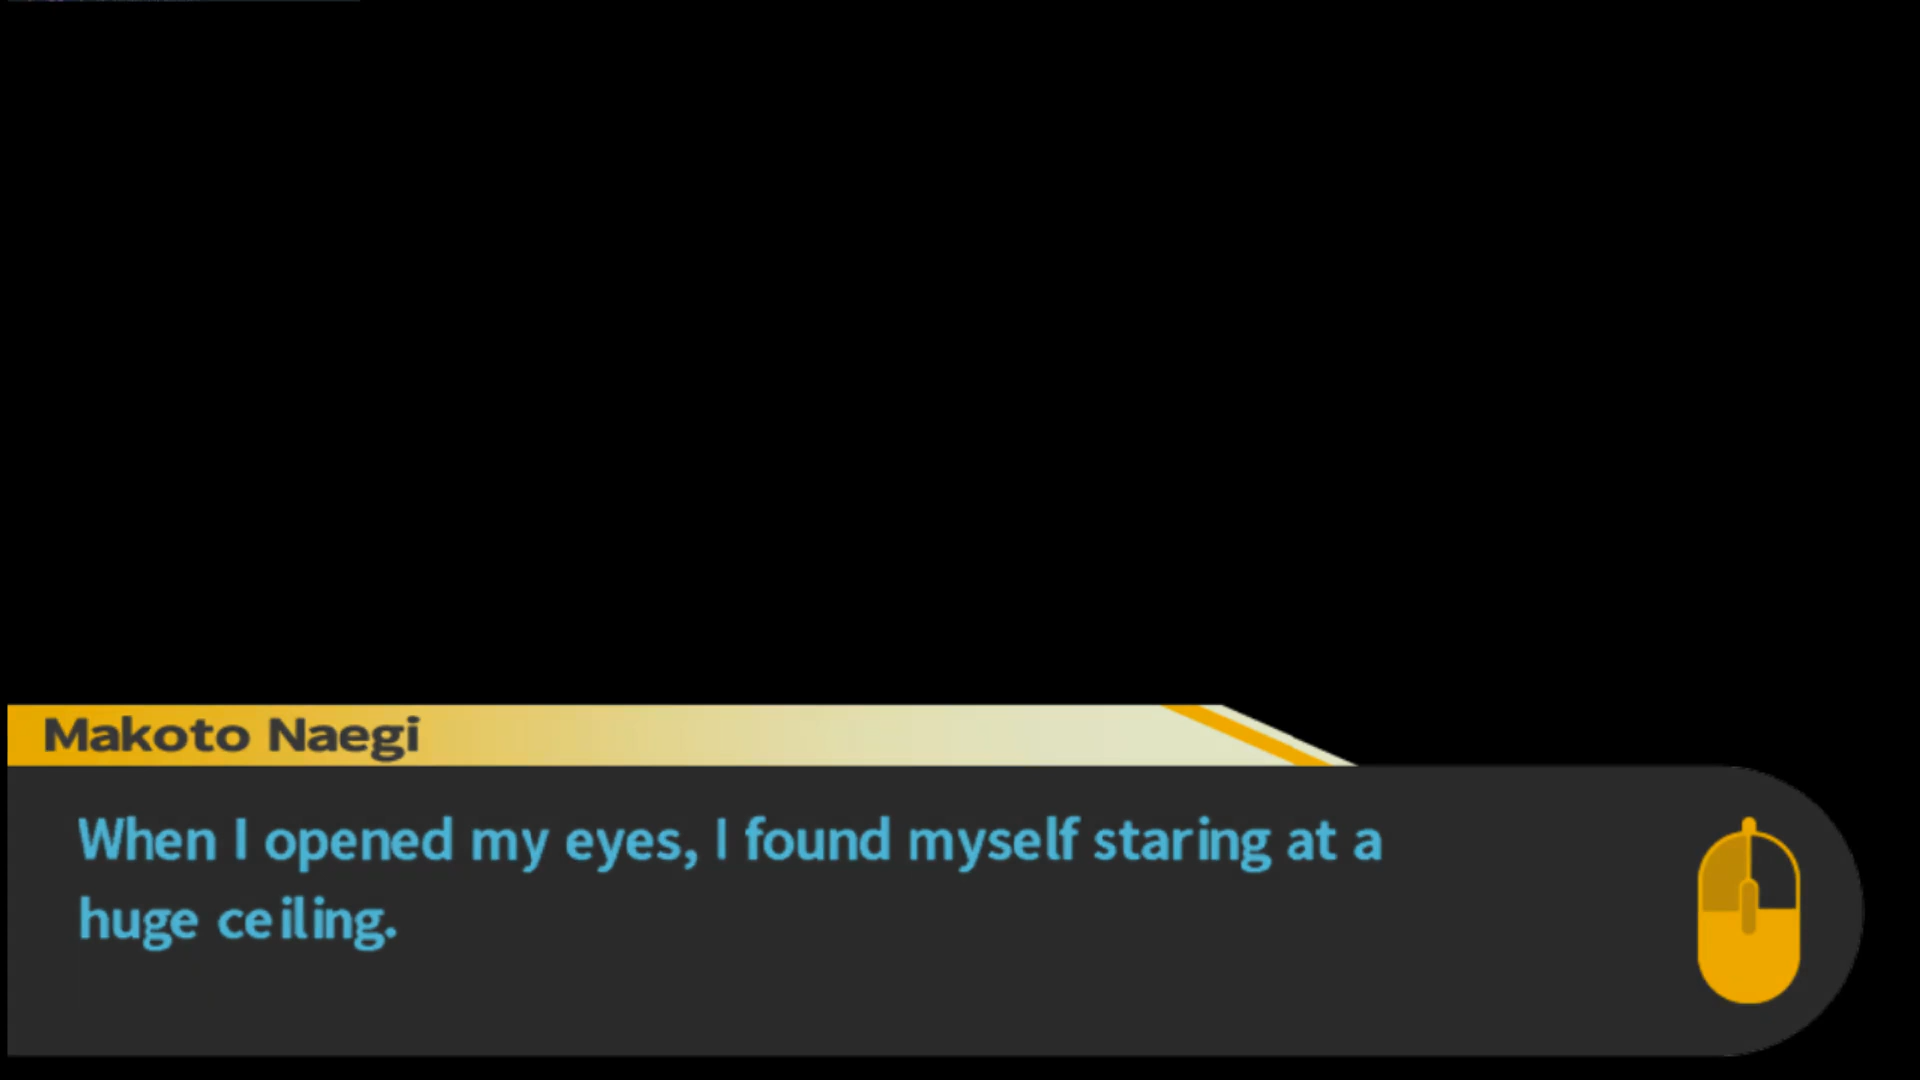 Makoto Naegi
When I opened my eyes, I found myself staring at a
huge ceiling.